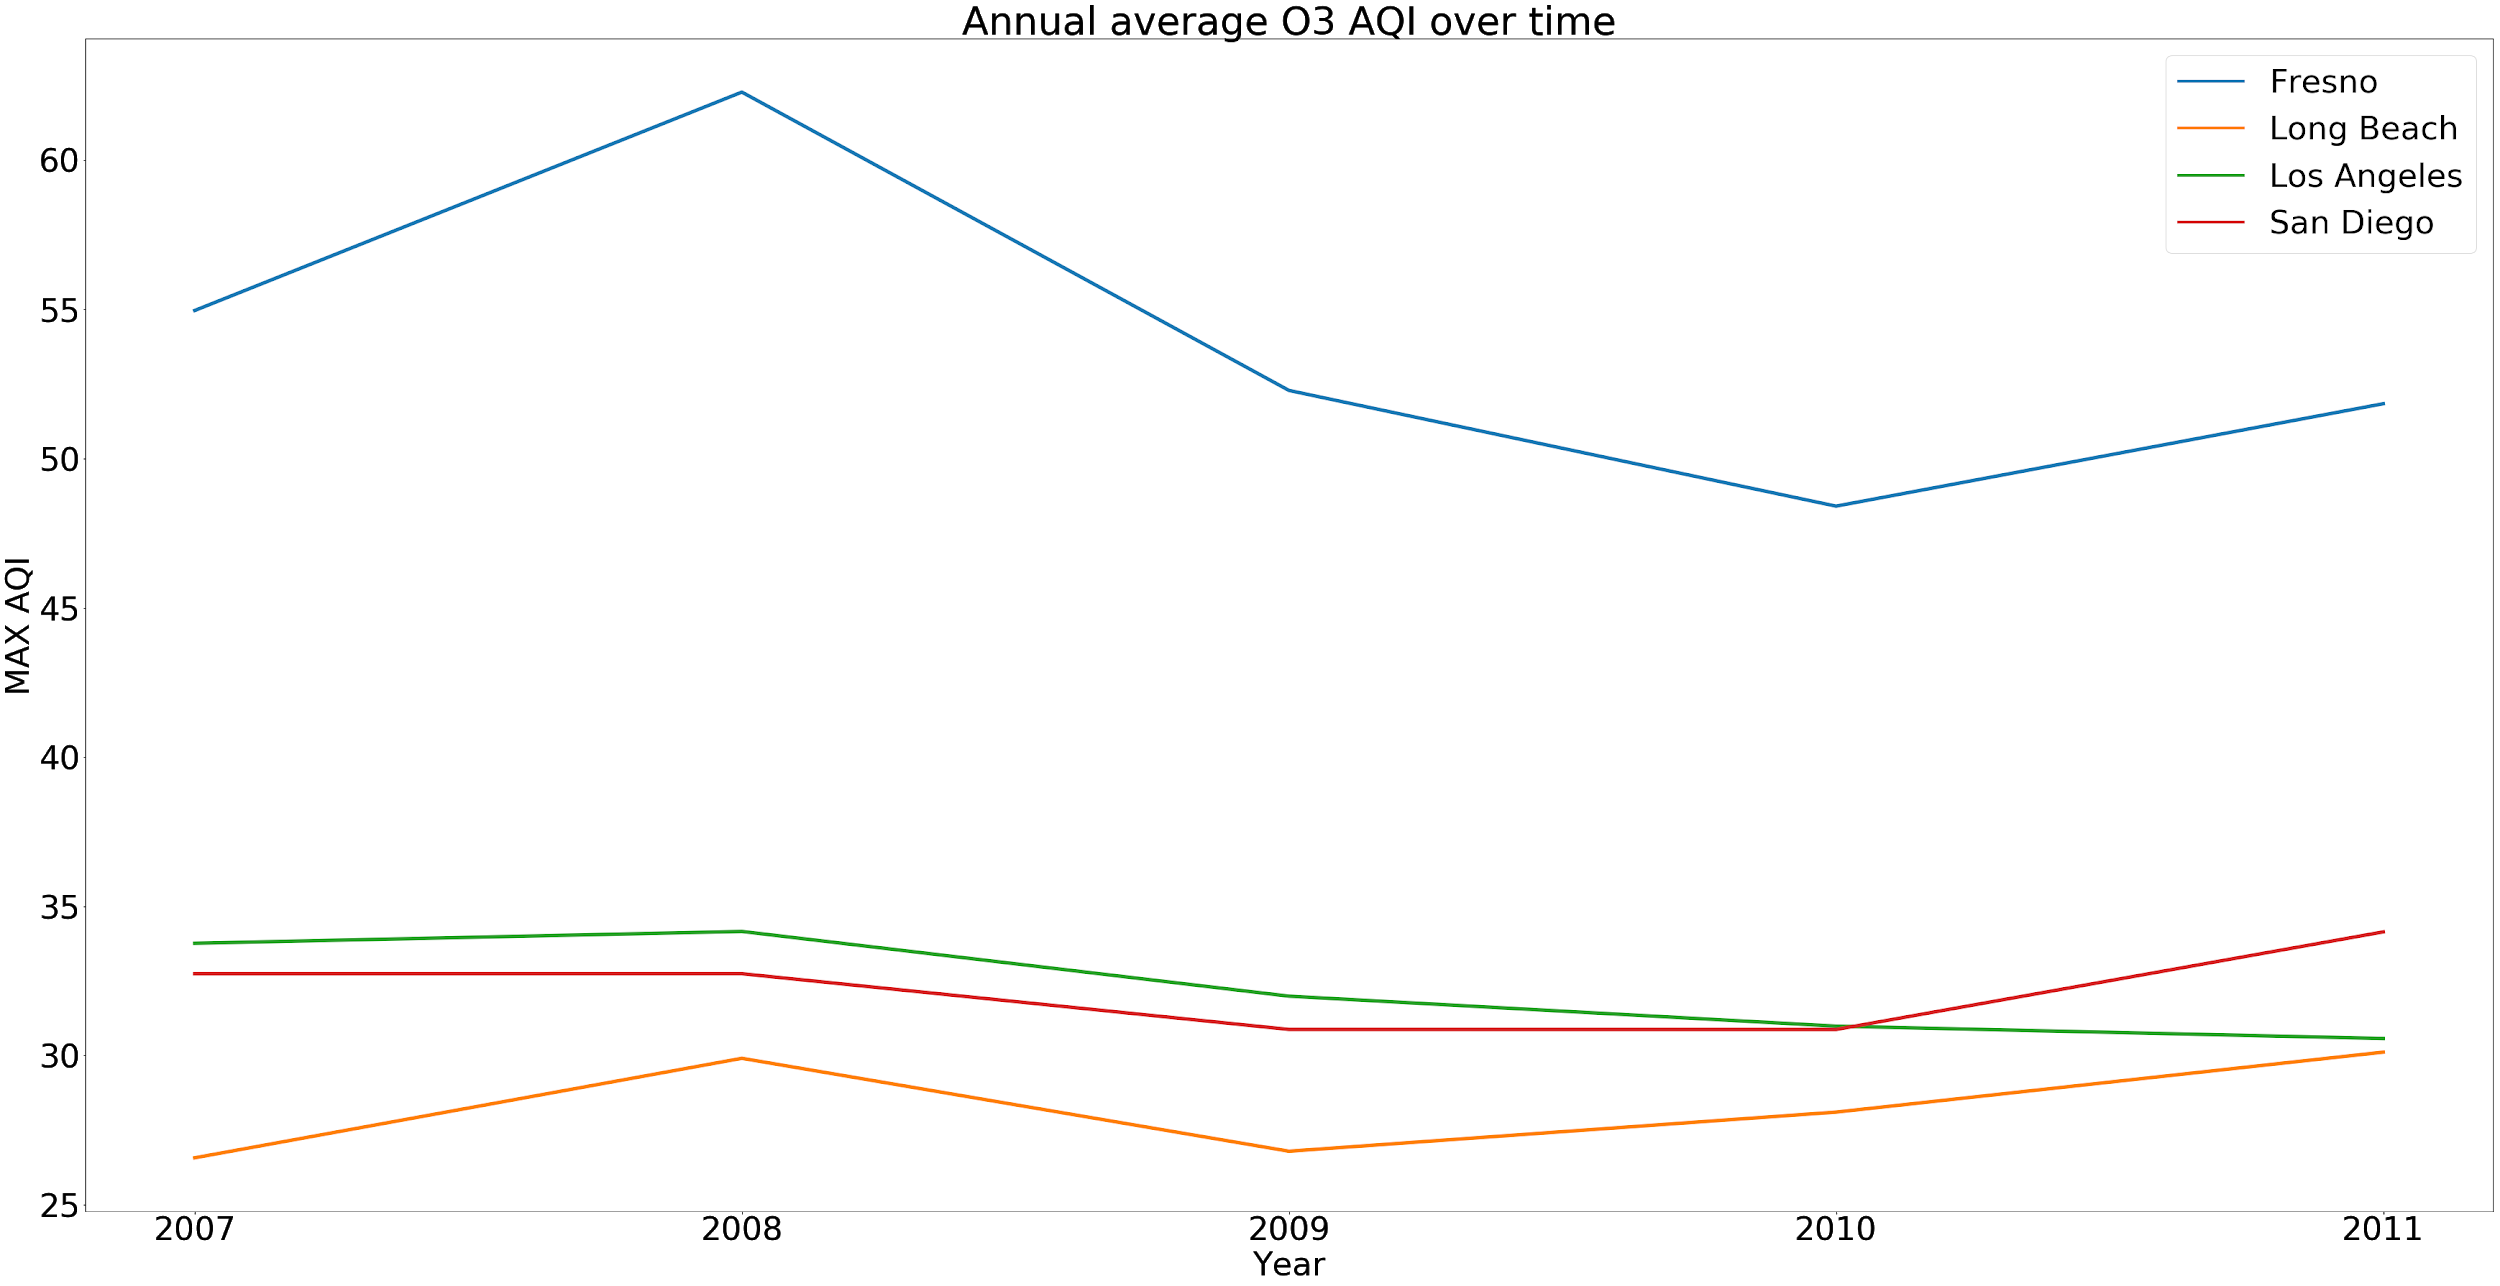 Annual average O3 AQI over time
Fresno
Long Beach
Los Angeles
San Diego
MAX AQI
60
55
50
45
40
35
30
25
2007 2008 2009 2010 2011
Year